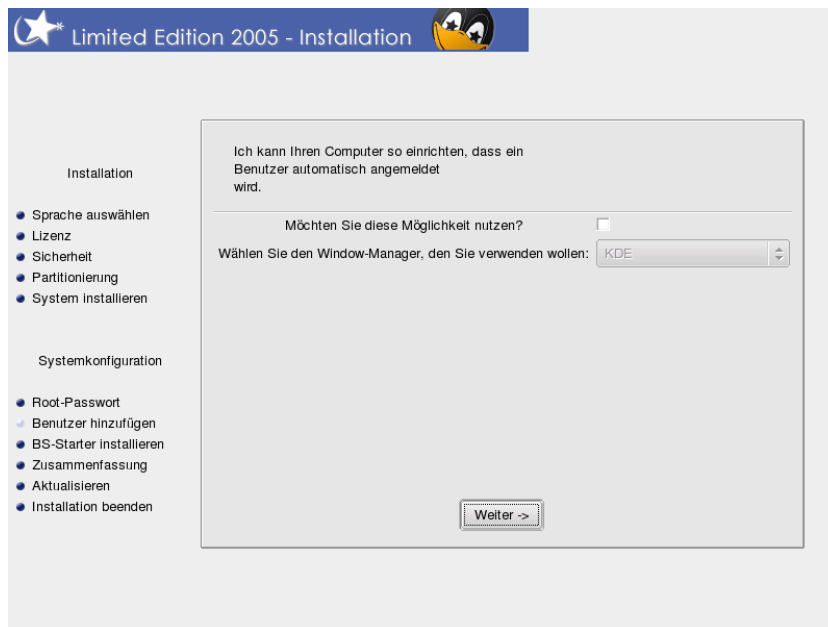 Limited Edition 2005 - Installation
Installation
Sprache auswählen
Lizenz
Sicherheit
Partitionierung
System installieren
Systemkonfiguration
Root-Passwort
Benutzer hinzufügen
BS-Starter installieren
Zusammenfassung
Aktualisieren
Installation beenden
Ich kann Ihren Computer so einrichten, dass ein
Benutzer automatisch angemeldet
wird.
Möchten Sie diese Möglichkeit nutzen?
Wählen Sie den Window-Manager, den Sie verwenden wollen: KDE
Weiter ->